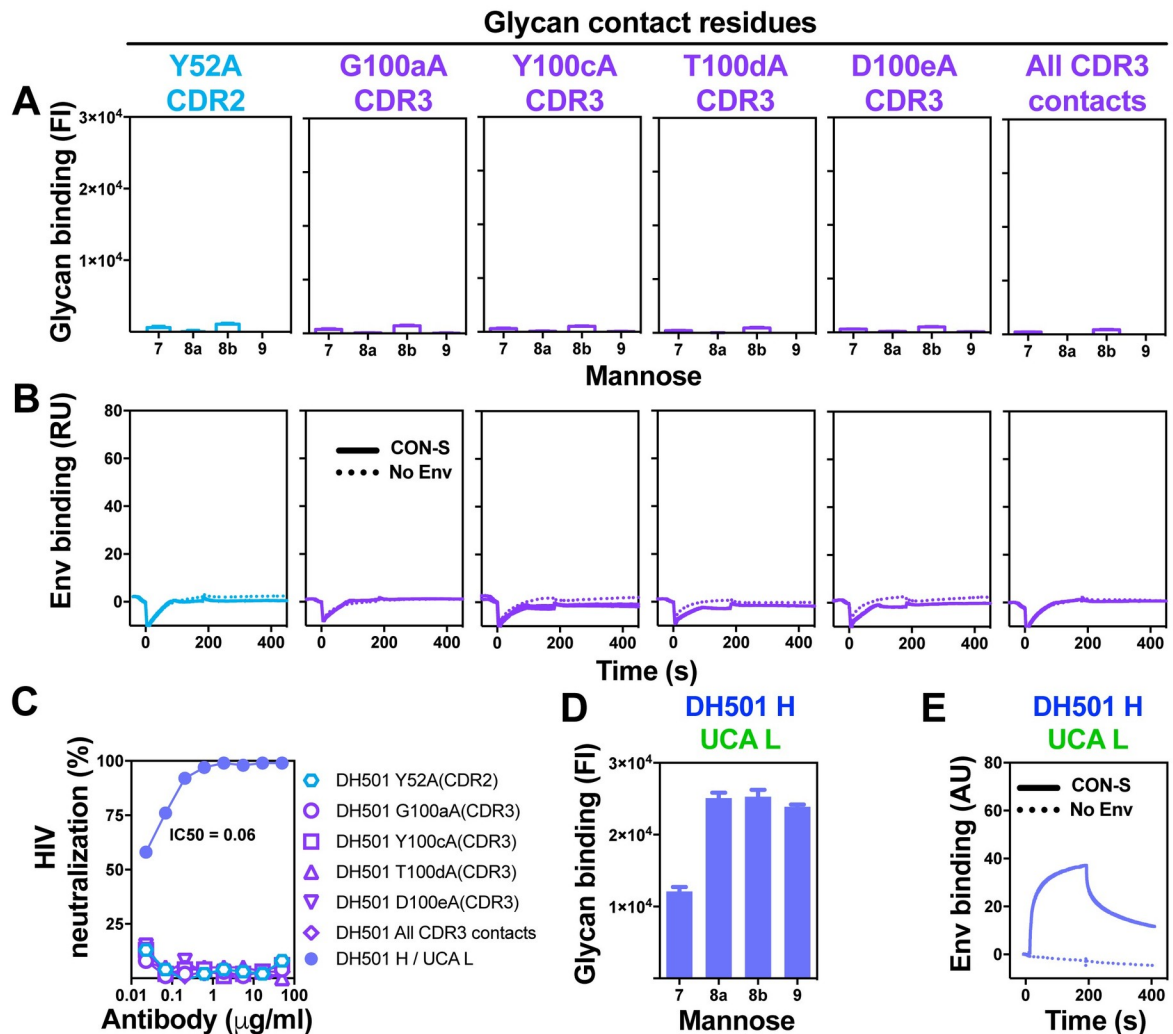 Glycan contact residues
Y52A G100aA Y100cA T100dA D100eA All CDR3
CDR2 CDR3 CDR3 CDR3 CDR3 contacts
A
Glycan binding (FI)
3×10⁴
2×10⁴
1×10⁴
7 8a 8b 9 7 8a 8b 9 7 8a 8b 9 7 8a 8b 9 7 8a 8b 9 7 8a 8b 9
Mannose
B
Env binding (RU)
80
60
40
20
0
CON-S
No Env
0 200 400 0 200 400 0 200 400 0 200 400 0 200 400 0 200 400
Time (s)
C
HIV
neutralization (%)
100
75
50
25
IC50 = 0.06
0.01 0.1 1 10 100
Antibody (μg/ml)
DH501 Y52A(CDR2)
DH501 G100aA(CDR3)
DH501 Y100cA(CDR3)
DH501 T100dA(CDR3)
DH501 D100eA(CDR3)
DH501 All CDR3 contacts
DH501 H / UCA L
D
DH501 H
UCA L
Glycan binding (FI)
3×10⁴
2×10⁴
1×10⁴
7 8a 8b 9
Mannose
E
DH501 H
UCA L
Env binding (AU)
80
60
40
20
0
CON-S
No Env
0 200 400
Time (s)